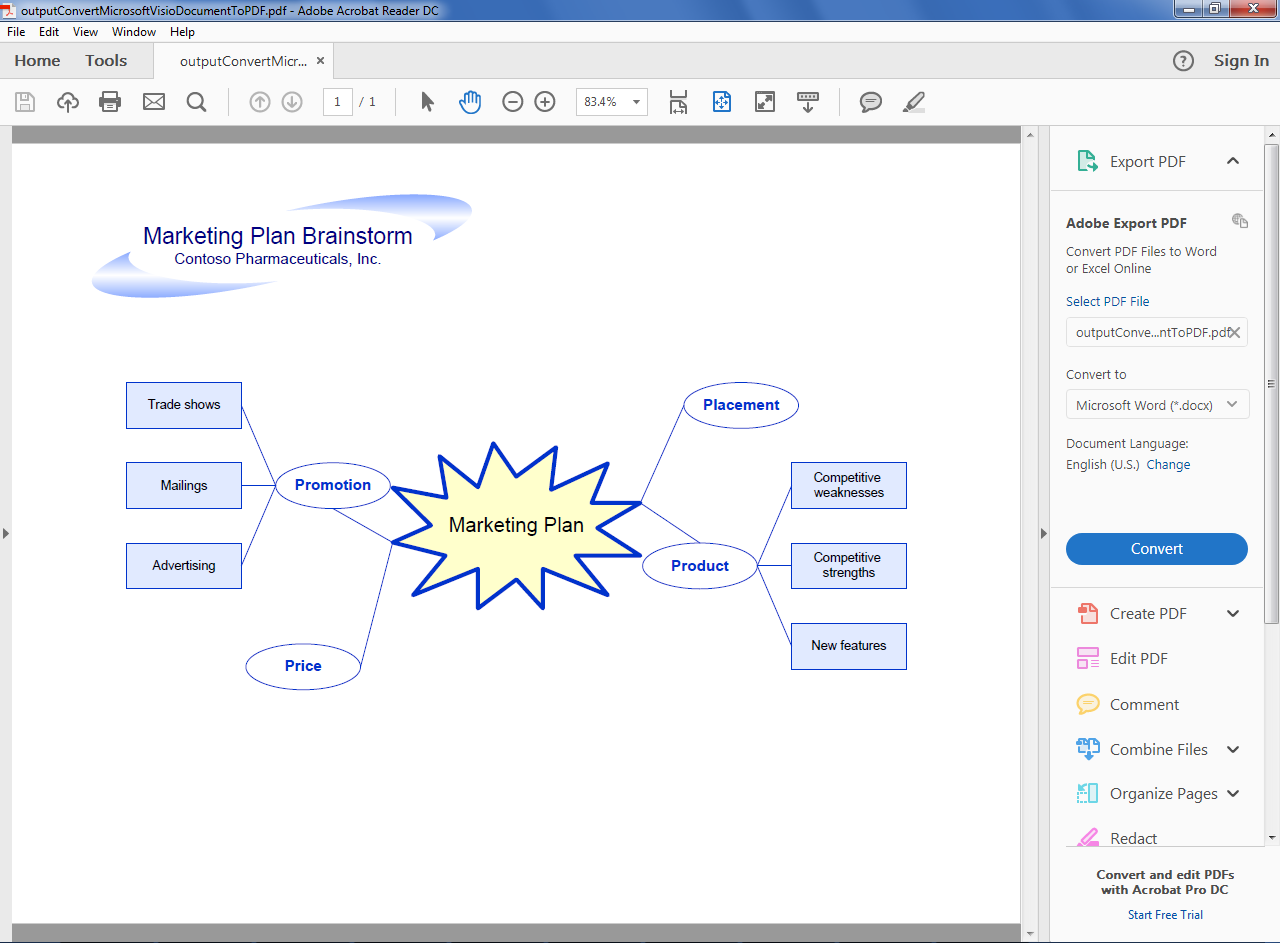 outputConvertMicrosoftVisioDocumentToPDF.pdf - Adobe Acrobat Reader DC
File Edit View Window Help
Home Tools outputConvertMicr... × ? Sign In
1 / 1 83.4%
Marketing Plan Brainstorm
Contoso Pharmaceuticals, Inc.
Trade shows
Mailings
Advertising
Promotion
Price
Marketing Plan
Placement
Product
Competitive
weaknesses
Competitive
strengths
New features
Export PDF
Adobe Export PDF
Convert PDF Files to Word
or Excel Online
Select PDF File
outputConve...ntToPDF.pdf
Convert to
Microsoft Word (*.docx)
Document Language:
English (U.S.) Change
Convert
Create PDF
Edit PDF
Comment
Combine Files
Organize Pages
Redact
Convert and edit PDFs
with Acrobat Pro DC
Start Free Trial